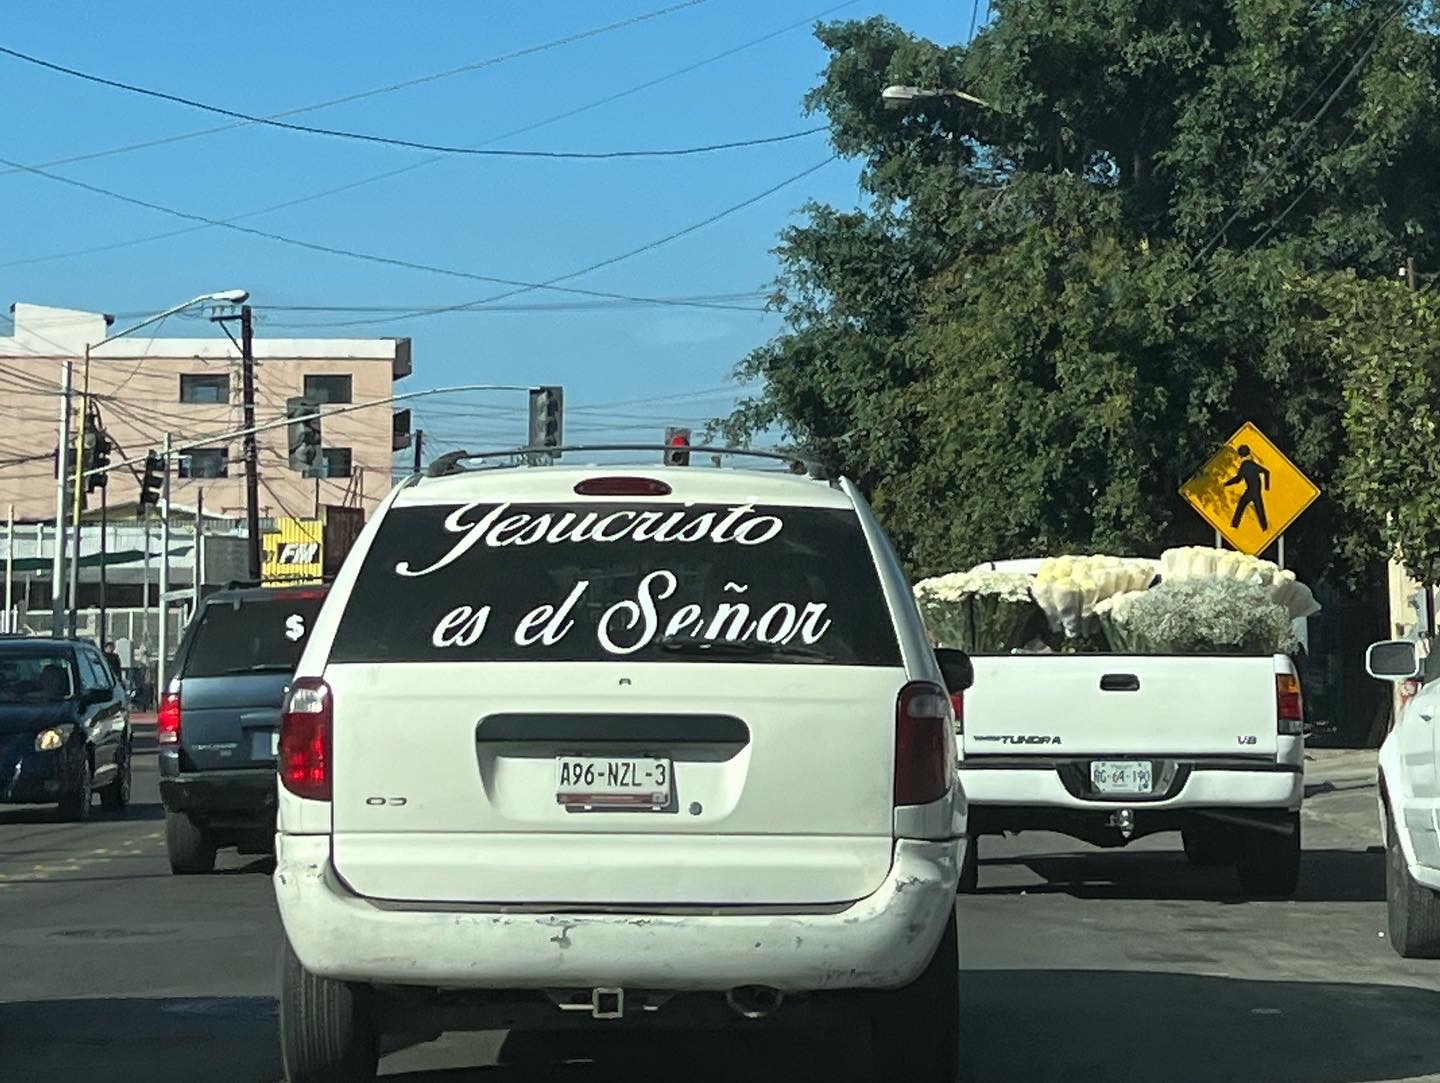 Jesucristo
es el Señor
A96-NZL-3
FM
$
TUNDRA
V8